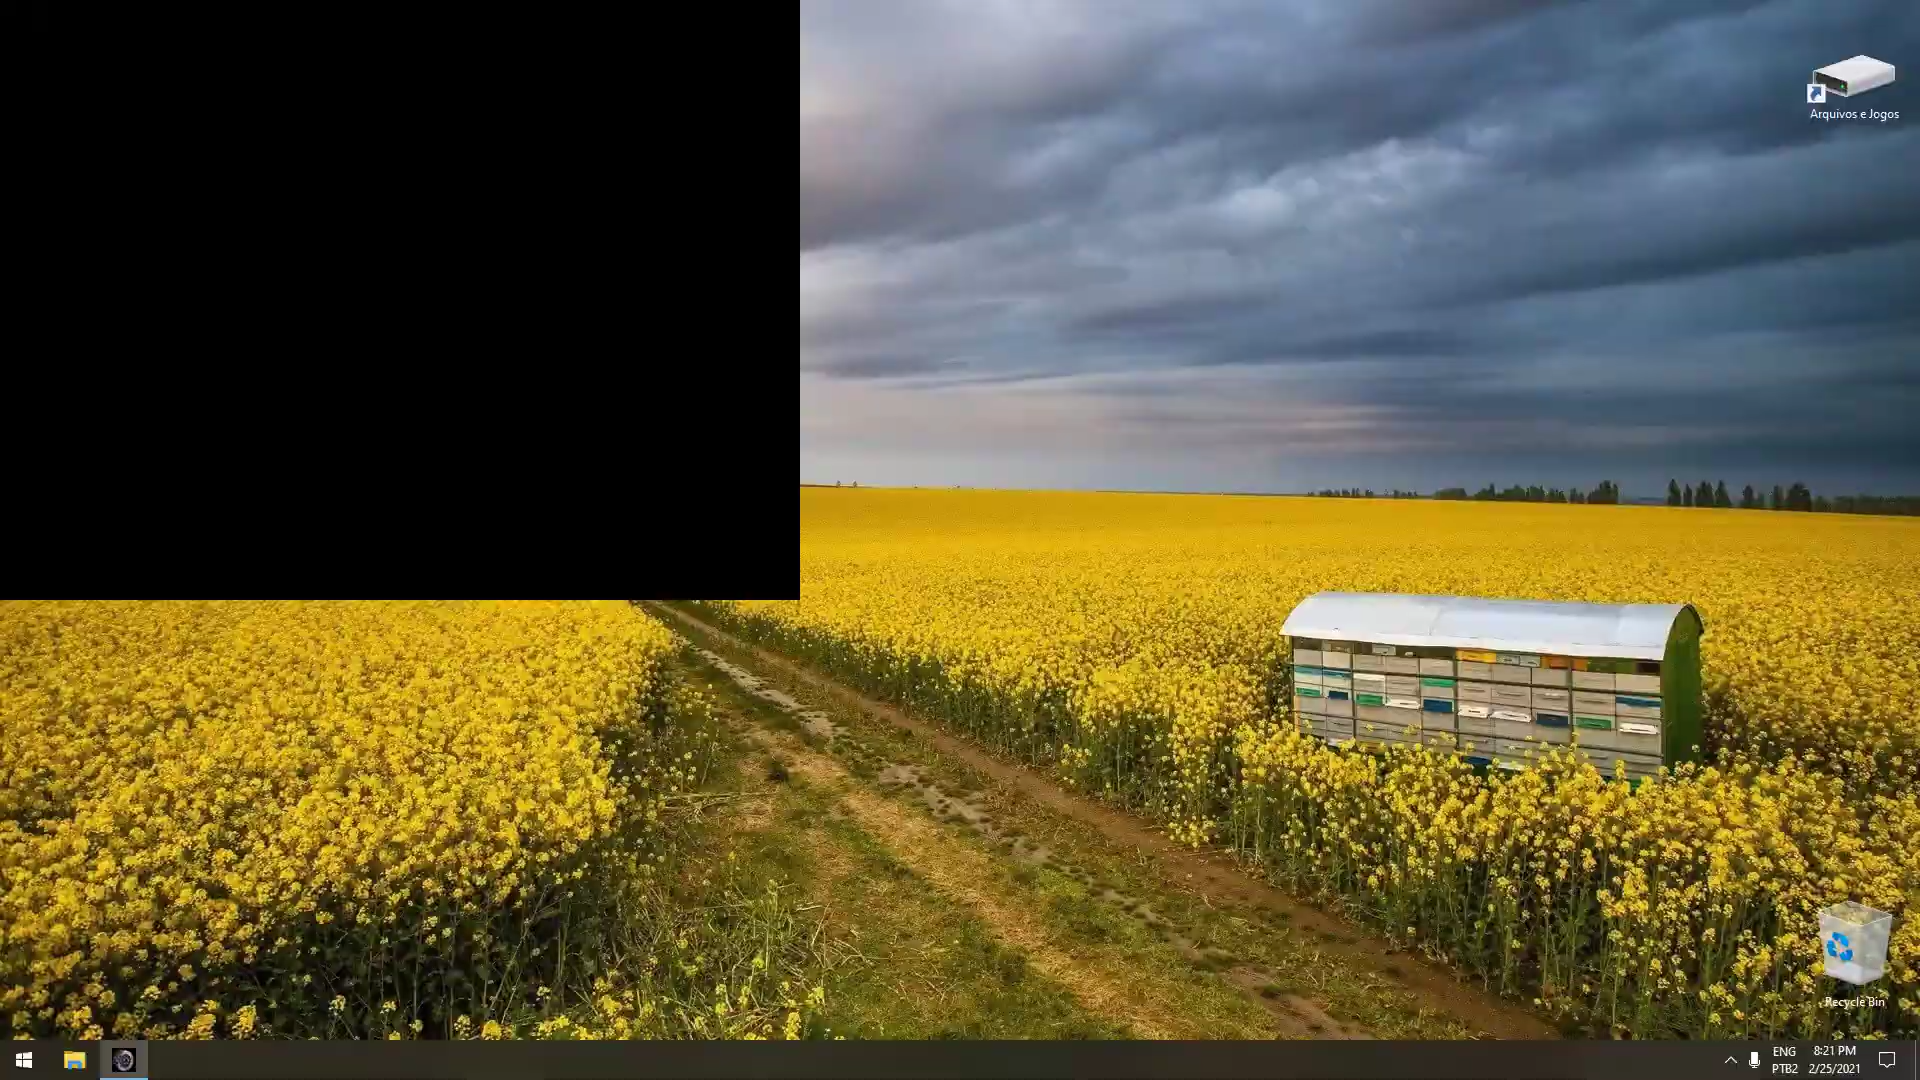 Arquivos e Jogos
Recycle Bin
ENG
PTB2
8:21 PM
2/25/2021